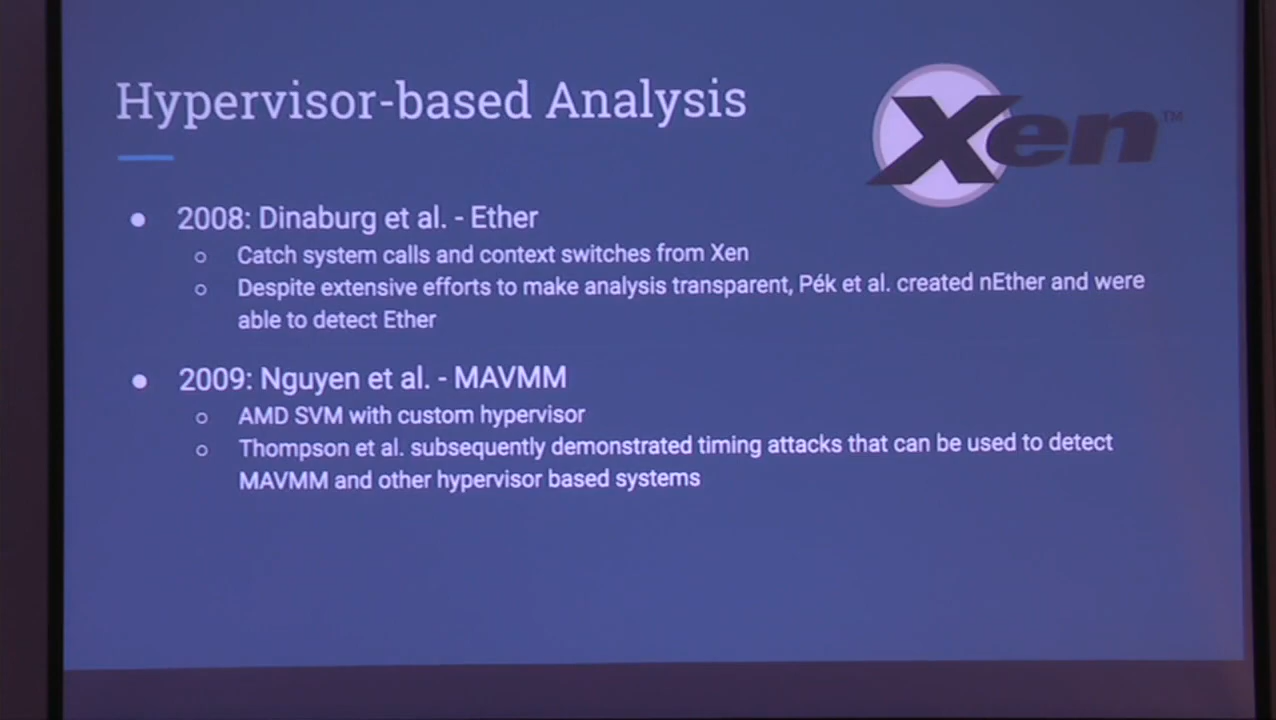 Hypervisor-based Analysis
Xen™
● 2008: Dinaburg et al. - Ether
○ Catch system calls and context switches from Xen
○ Despite extensive efforts to make analysis transparent, Pék et al. created nEther and were
able to detect Ether
● 2009: Nguyen et al. - MAVMM
○ AMD SVM with custom hypervisor
○ Thompson et al. subsequently demonstrated timing attacks that can be used to detect
MAVMM and other hypervisor based systems